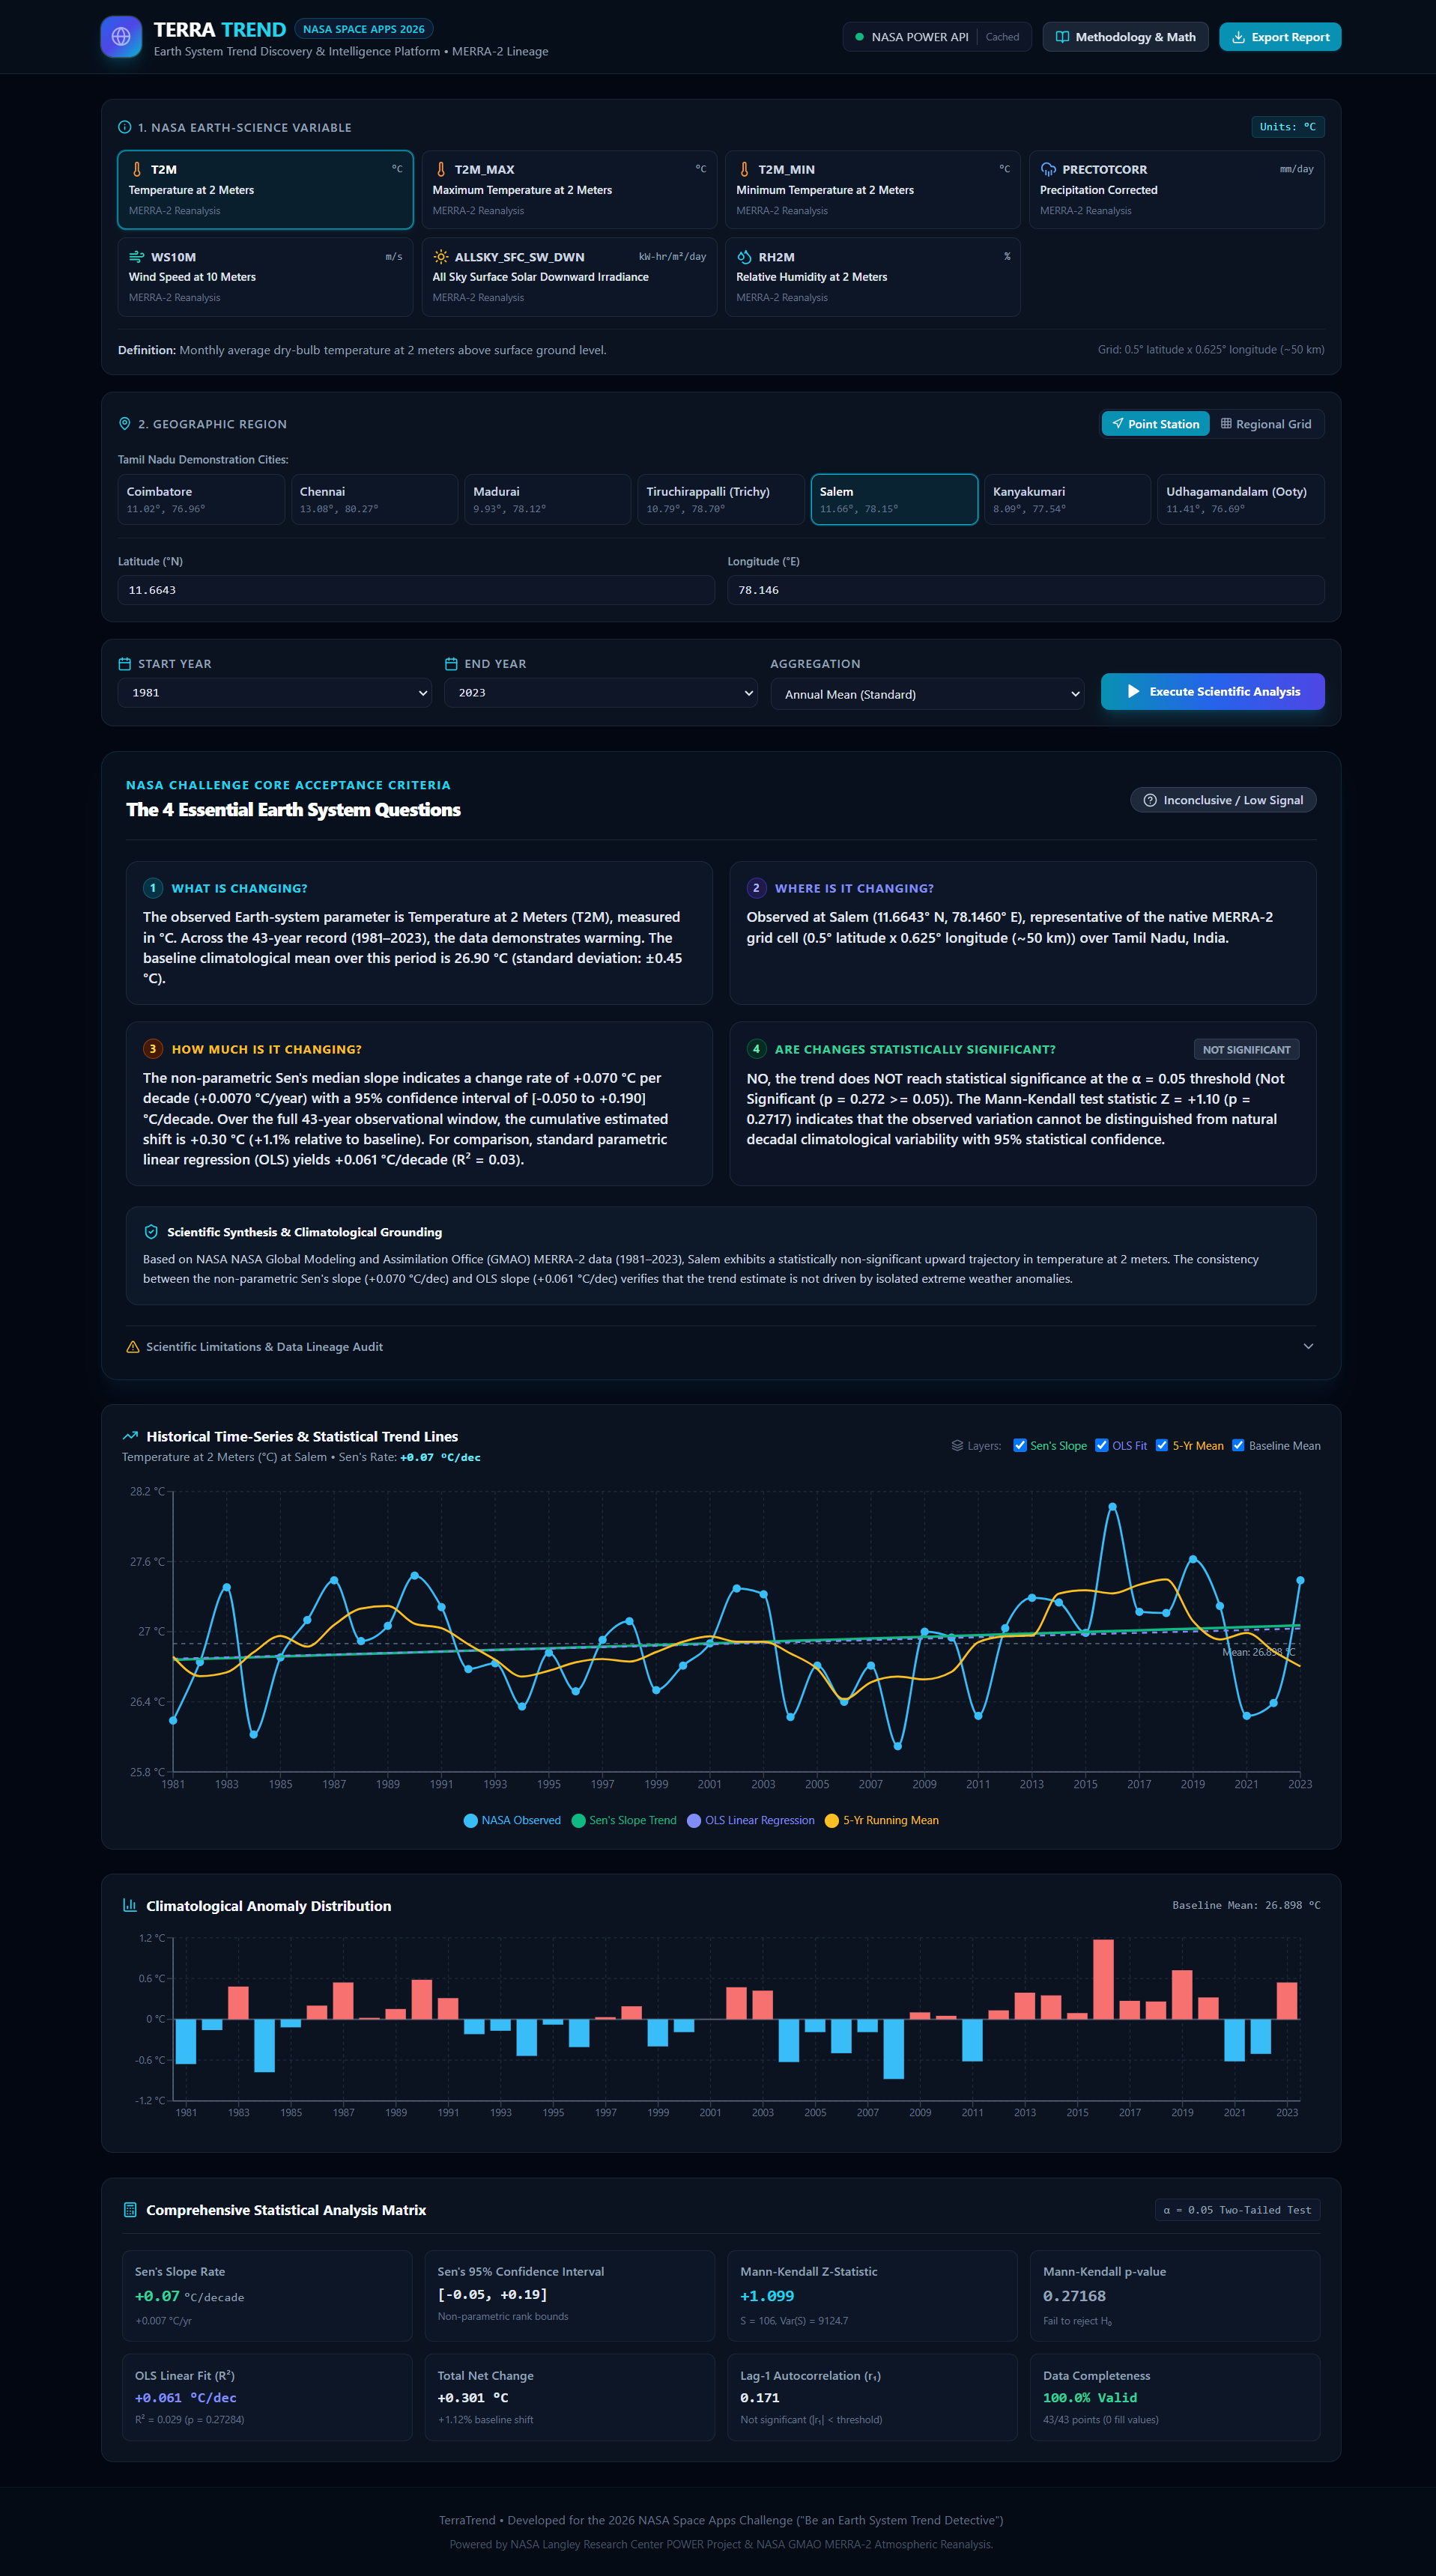 TERRA TREND NASA SPACE APPS 2026
Earth System Trend Discovery & Intelligence Platform • MERRA-2 Lineage
NASA POWER API Cached
Methodology & Math
Export Report
1. NASA EARTH-SCIENCE VARIABLE
Units: °C
T2M °C
Temperature at 2 Meters
MERRA-2 Reanalysis
T2M_MAX °C
Maximum Temperature at 2 Meters
MERRA-2 Reanalysis
T2M_MIN °C
Minimum Temperature at 2 Meters
MERRA-2 Reanalysis
PRECTOTCORR mm/day
Precipitation Corrected
MERRA-2 Reanalysis
WS10M m/s
Wind Speed at 10 Meters
MERRA-2 Reanalysis
ALLSKY_SFC_SW_DWN kW-hr/m²/day
All Sky Surface Solar Downward Irradiance
MERRA-2 Reanalysis
RH2M %
Relative Humidity at 2 Meters
MERRA-2 Reanalysis
Definition: Monthly average dry-bulb temperature at 2 meters above surface ground level.
Grid: 0.5° latitude x 0.625° longitude (~50 km)
2. GEOGRAPHIC REGION
Point Station
Regional Grid
Tamil Nadu Demonstration Cities:
Coimbatore
11.02°, 76.96°
Chennai
13.08°, 80.27°
Madurai
9.93°, 78.12°
Tiruchirappalli (Trichy)
10.79°, 78.70°
Salem
11.66°, 78.15°
Kanyakumari
8.09°, 77.54°
Udhagamandalam (Ooty)
11.41°, 76.69°
Latitude (°N)
11.6643
Longitude (°E)
78.146
START YEAR
1981
END YEAR
2023
AGGREGATION
Annual Mean (Standard)
Execute Scientific Analysis
NASA CHALLENGE CORE ACCEPTANCE CRITERIA
The 4 Essential Earth System Questions
Inconclusive / Low Signal
1 WHAT IS CHANGING?
The observed Earth-system parameter is Temperature at 2 Meters (T2M), measured
in °C. Across the 43-year record (1981–2023), the data demonstrates warming. The
baseline climatological mean over this period is 26.90 °C (standard deviation: ±0.45
°C).
2 WHERE IS IT CHANGING?
Observed at Salem (11.6643° N, 78.1460° E), representative of the native MERRA-2
grid cell (0.5° latitude x 0.625° longitude (~50 km)) over Tamil Nadu, India.
3 HOW MUCH IS IT CHANGING?
The non-parametric Sen's median slope indicates a change rate of +0.070 °C per
decade (+0.0070 °C/year) with a 95% confidence interval of [-0.050 to +0.190]
°C/decade. Over the full 43-year observational window, the cumulative estimated
shift is +0.30 °C (+1.1% relative to baseline). For comparison, standard parametric
linear regression (OLS) yields +0.061 °C/decade (R² = 0.03).
4 ARE CHANGES STATISTICALLY SIGNIFICANT? NOT SIGNIFICANT
NO, the trend does NOT reach statistical significance at the α = 0.05 threshold (Not
Significant (p = 0.272 >= 0.05)). The Mann-Kendall test statistic Z = +1.10 (p =
0.2717) indicates that the observed variation cannot be distinguished from natural
decadal climatological variability with 95% statistical confidence.
Scientific Synthesis & Climatological Grounding
Based on NASA NASA Global Modeling and Assimilation Office (GMAO) MERRA-2 data (1981–2023), Salem exhibits a statistically non-significant upward trajectory in temperature at 2 meters. The consistency
between the non-parametric Sen's slope (+0.070 °C/dec) and OLS slope (+0.061 °C/dec) verifies that the trend estimate is not driven by isolated extreme weather anomalies.
Scientific Limitations & Data Lineage Audit
Historical Time-Series & Statistical Trend Lines
Temperature at 2 Meters (°C) at Salem • Sen's Rate: +0.07 °C/dec
Layers: Sen's Slope OLS Fit 5-Yr Mean Baseline Mean
28.2 °C
27.6 °C
27 °C
Mean: 26.898 °C
26.4 °C
25.8 °C
1981 1983 1985 1987 1989 1991 1993 1995 1997 1999 2001 2003 2005 2007 2009 2011 2013 2015 2017 2019 2021 2023
NASA Observed Sen's Slope Trend OLS Linear Regression 5-Yr Running Mean
Climatological Anomaly Distribution
Baseline Mean: 26.898 °C
1.2 °C
0.6 °C
0 °C
-0.6 °C
-1.2 °C
1981 1983 1985 1987 1989 1991 1993 1995 1997 1999 2001 2003 2005 2007 2009 2011 2013 2015 2017 2019 2021 2023
Comprehensive Statistical Analysis Matrix
α = 0.05 Two-Tailed Test
Sen's Slope Rate
+0.07 °C/decade
+0.007 °C/yr
Sen's 95% Confidence Interval
[-0.05, +0.19]
Non-parametric rank bounds
Mann-Kendall Z-Statistic
+1.099
S = 106, Var(S) = 9124.7
Mann-Kendall p-value
0.27168
Fail to reject H₀
OLS Linear Fit (R²)
+0.061 °C/dec
R² = 0.029 (p = 0.27284)
Total Net Change
+0.301 °C
+1.12% baseline shift
Lag-1 Autocorrelation (r₁)
0.171
Not significant (|r₁| < threshold)
Data Completeness
100.0% Valid
43/43 points (0 fill values)
TerraTrend • Developed for the 2026 NASA Space Apps Challenge ("Be an Earth System Trend Detective")
Powered by NASA Langley Research Center POWER Project & NASA GMAO MERRA-2 Atmospheric Reanalysis.